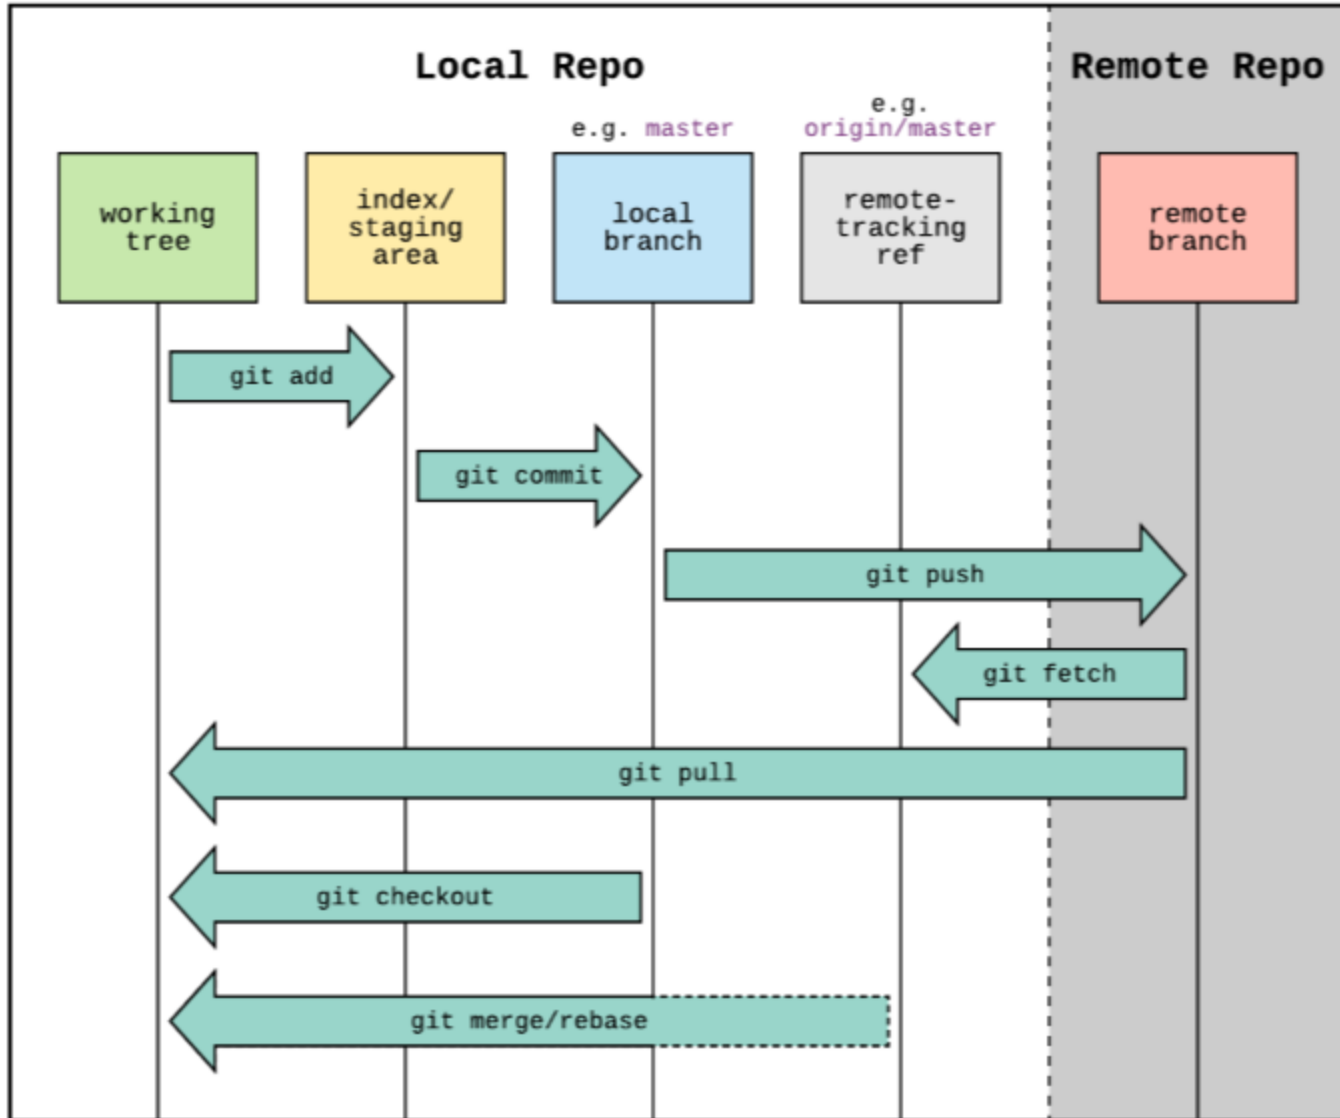 Local Repo
Remote Repo
e.g. master
e.g.
origin/master
working
tree
index/
staging
area
local
branch
remote-
tracking
ref
remote
branch
git add
git commit
git push
git fetch
git pull
git checkout
git merge/rebase